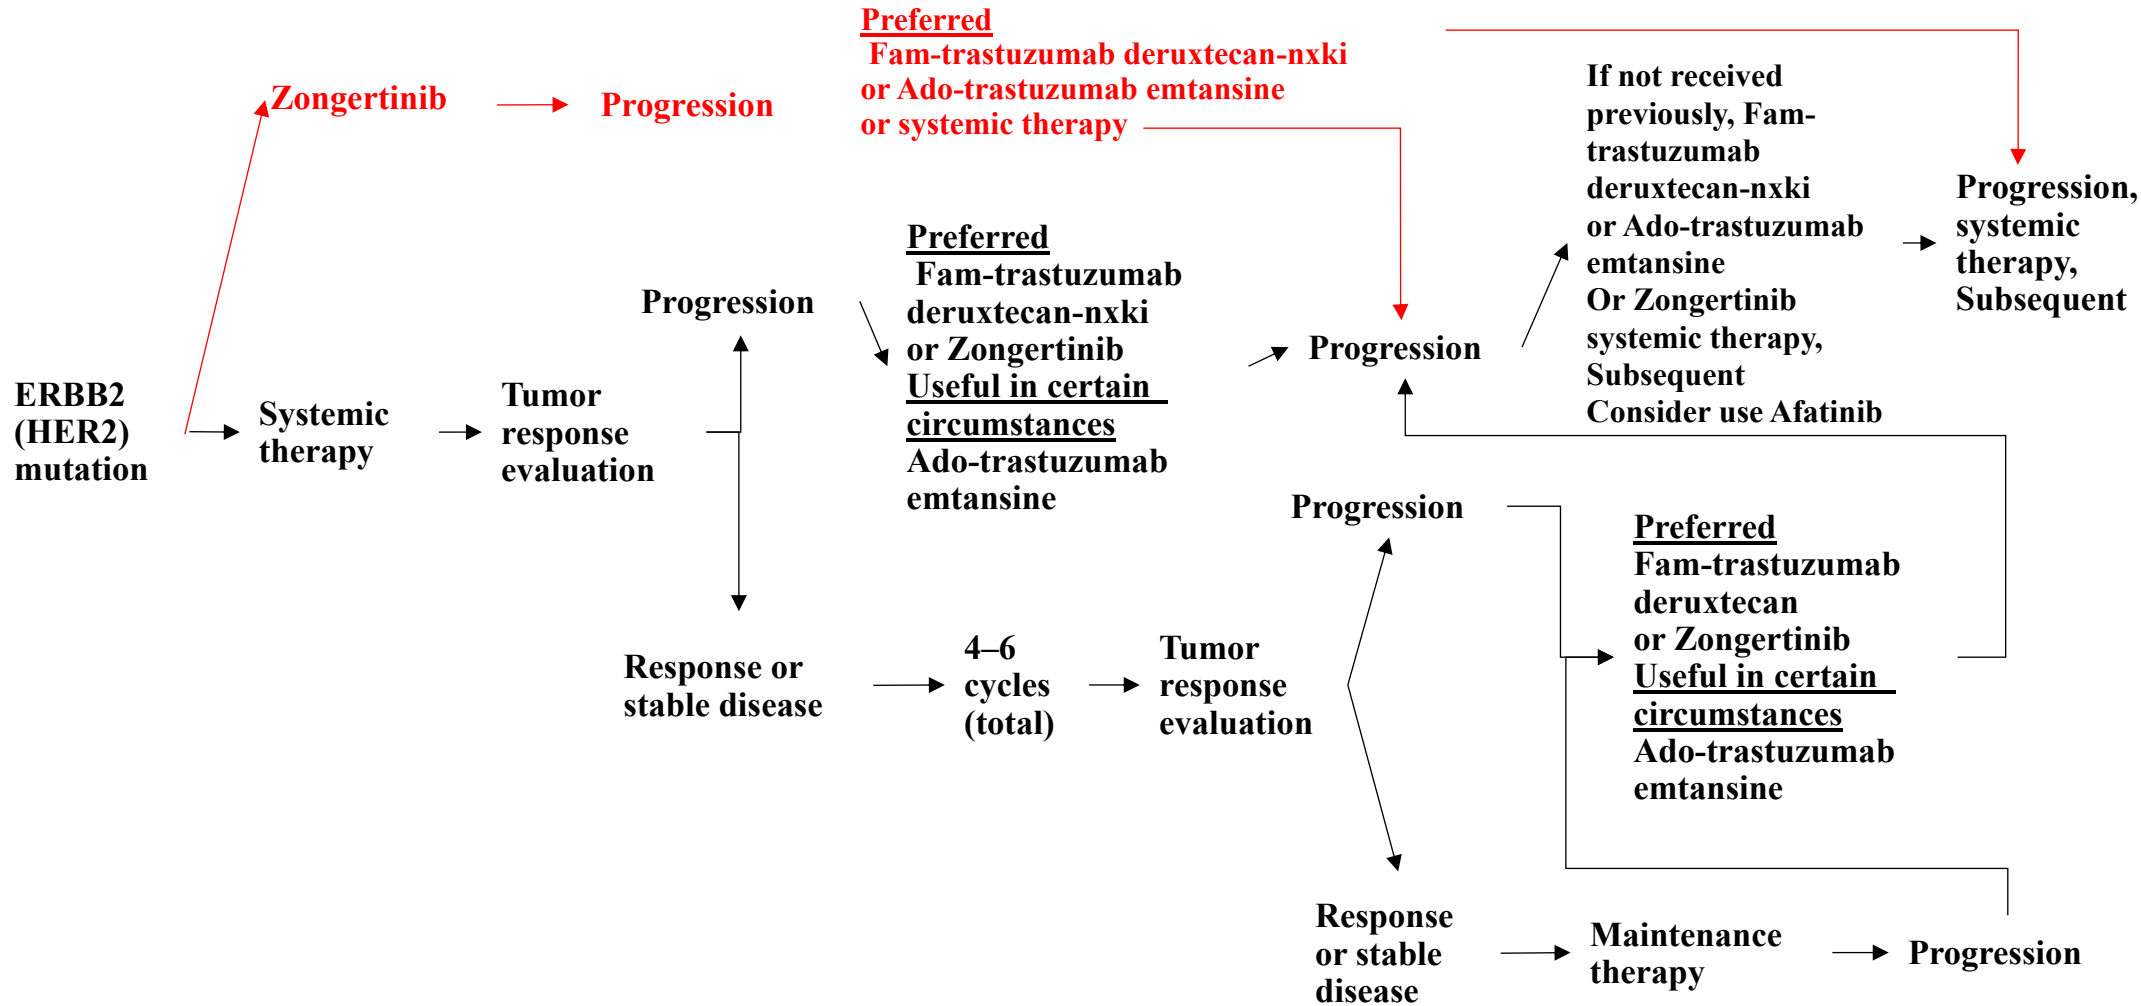 Preferred
Fam-trastuzumab deruxtecan-nxki
or Ado-trastuzumab emtansine
or systemic therapy
Zongertinib
Progression
If not received
previously, Fam-
trastuzumab
deruxtecan-nxki
or Ado-trastuzumab
emtansine
Or Zongertinib
systemic therapy,
Subsequent
Consider use Afatinib
Progression,
systemic
therapy,
Subsequent
ERBB2
(HER2)
mutation
Systemic
therapy
Tumor
response
evaluation
Progression
Preferred
Fam-trastuzumab
deruxtecan-nxki
or Zongertinib
Useful in certain
circumstances
Ado-trastuzumab
emtansine
Progression
Response or
stable disease
4–6
cycles
(total)
Tumor
response
evaluation
Progression
Preferred
Fam-trastuzumab
deruxtecan
or Zongertinib
Useful in certain
circumstances
Ado-trastuzumab
emtansine
Response
or stable
disease
Maintenance
therapy
Progression